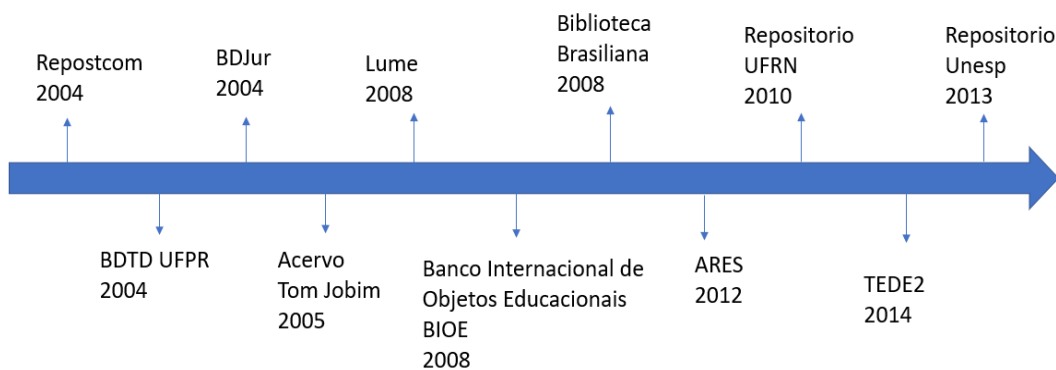 Repostcom
2004
BDTD UFPR
2004
BDJur
2004
Acervo
Tom Jobim
2005
Lume
2008
Banco Internacional de
Objetos Educacionais
BIOE
2008
Biblioteca
Brasiliana
2008
ARES
2012
Repositorio
UFRN
2010
TEDE2
2014
Repositorio
Unesp
2013